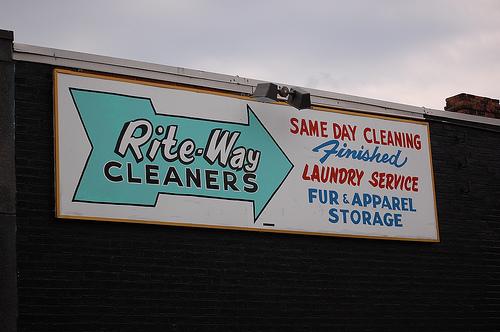 Rite-Way
CLEANERS
SAME DAY CLEANING
Finished
LAUNDRY SERVICE
FUR & APPAREL
STORAGE